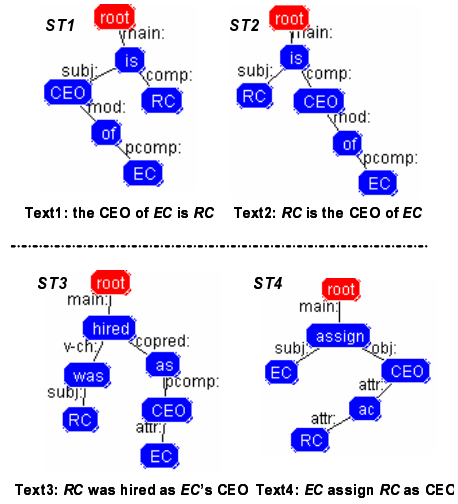 ST1
root
main:
is
subj:
comp:
CEO
RC
mod:
of
pcomp:
EC
Text1: the CEO of EC is RC
ST2
root
main:
is
subj:
comp:
RC
CEO
mod:
of
pcomp:
EC
Text2: RC is the CEO of EC
ST3
root
main:
hired
v-ch:
copred:
was
as
subj:
pcomp:
RC
CEO
attr:
EC
Text3: RC was hired as EC's CEO
ST4
root
main:
assign
subj:
obj:
EC
CEO
attr:
ac
attr:
RC
Text4: EC assign RC as CEO